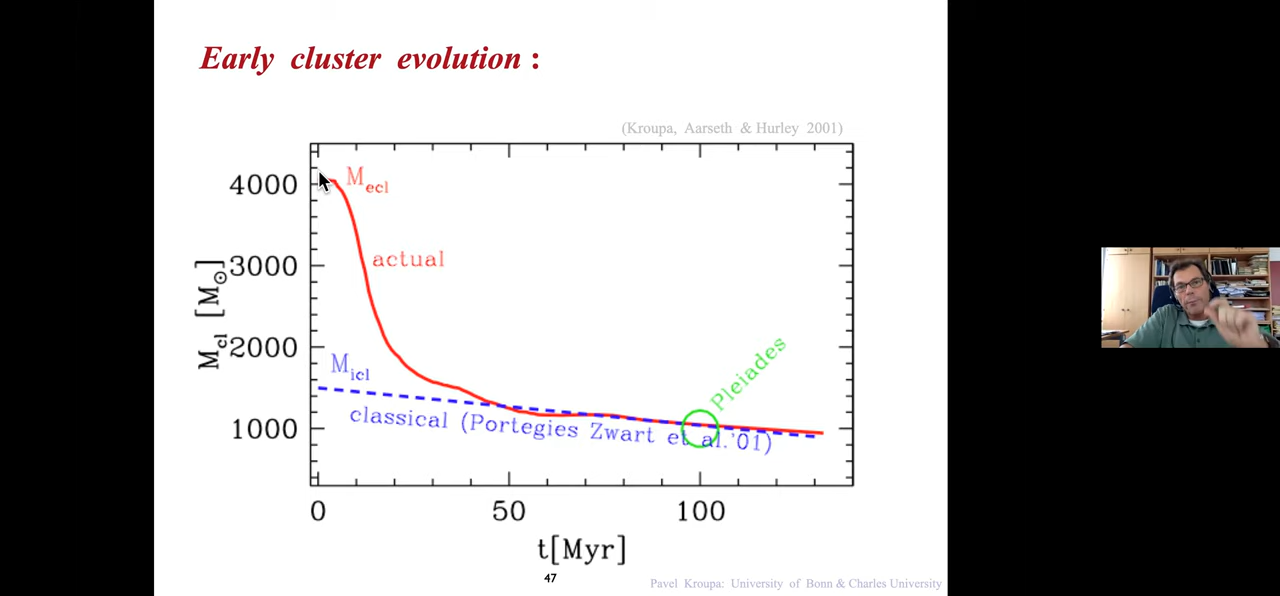 Early cluster evolution :
(Kroupa, Aarseth & Hurley 2001)
M_ecl
actual
M_icl
classical (Portegies Zwart et al.'01)
Pleiades
M_cl [M_⊙]
4000
3000
2000
1000
0 50 100
t[Myr]
47
Pavel Kroupa: University of Bonn & Charles University